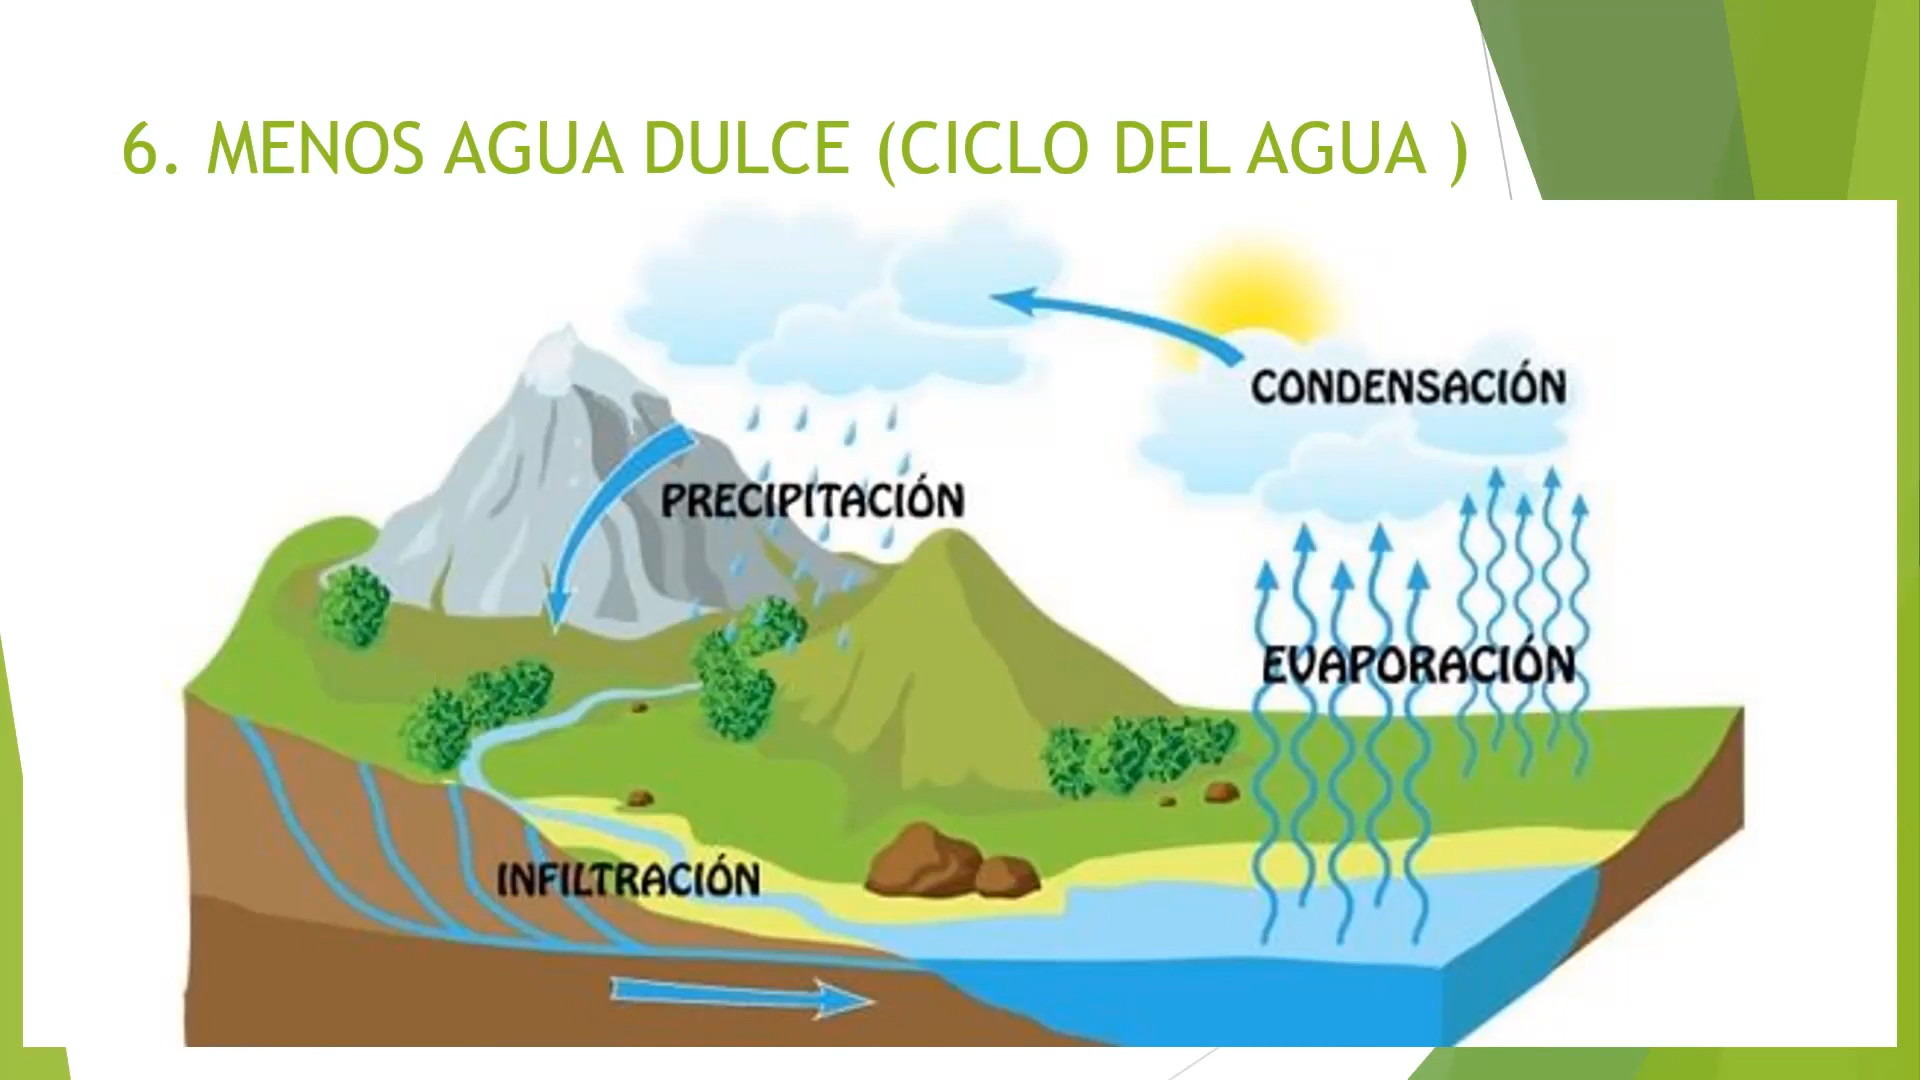 6. MENOS AGUA DULCE (CICLO DEL AGUA )
CONDENSACIÓN
PRECIPITACIÓN
EVAPORACIÓN
INFILTRACIÓN